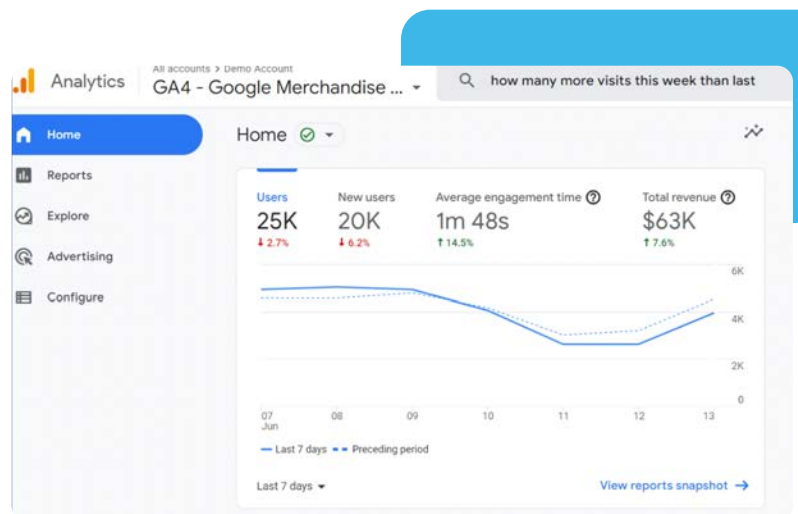 All accounts > Demo Account
Analytics
GA4 - Google Merchandise ...
how many more visits this week than last
Home
Reports
Explore
Advertising
Configure
Home
Users
New users
Average engagement time
Total revenue
25K
20K
1m 48s
$63K
↓ 2.7%
↓ 6.2%
↑ 14.5%
↑ 7.6%
6K
4K
2K
0
07
08
09
10
11
12
13
Jun
Last 7 days
Preceding period
Last 7 days
View reports snapshot →